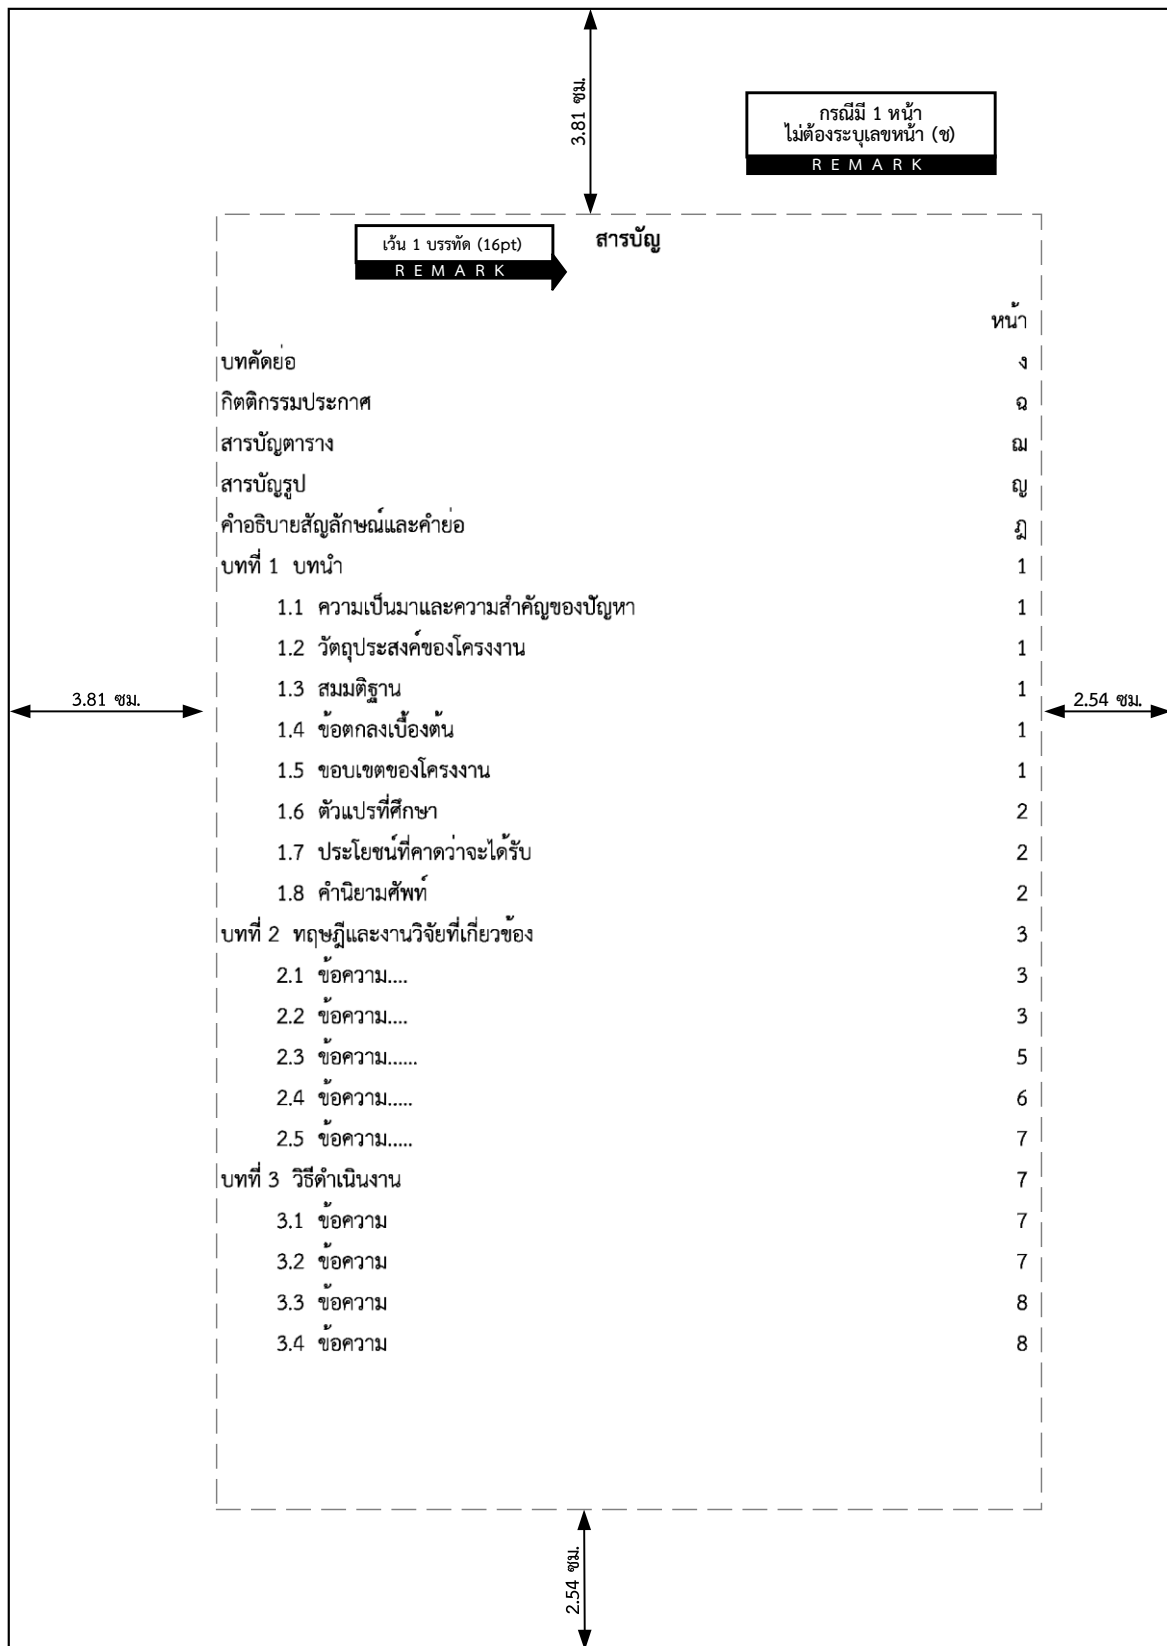 3.81 ซม.
กรณีมี 1 หน้า
ไม่ต้องระบุเลขหน้า (ช)
REMARK
สารบัญ
เว้น 1 บรรทัด (16pt)
REMARK
หน้า
บทคัดย่อ ง
กิตติกรรมประกาศ ฉ
สารบัญตาราง ฌ
สารบัญรูป ญ
คำอธิบายสัญลักษณ์และคำย่อ ฎ
บทที่ 1 บทนำ 1
1.1 ความเป็นมาและความสำคัญของปัญหา 1
1.2 วัตถุประสงค์ของโครงงาน 1
1.3 สมมติฐาน 1
3.81 ซม.
2.54 ซม.
1.4 ข้อตกลงเบื้องต้น 1
1.5 ขอบเขตของโครงงาน 1
1.6 ตัวแปรที่ศึกษา 2
1.7 ประโยชน์ที่คาดว่าจะได้รับ 2
1.8 คำนิยามศัพท์ 2
บทที่ 2 ทฤษฎีและงานวิจัยที่เกี่ยวข้อง 3
2.1 ข้อความ.... 3
2.2 ข้อความ.... 3
2.3 ข้อความ...... 5
2.4 ข้อความ..... 6
2.5 ข้อความ..... 7
บทที่ 3 วิธีดำเนินงาน 7
3.1 ข้อความ 7
3.2 ข้อความ 7
3.3 ข้อความ 8
3.4 ข้อความ 8
2.54 ซม.